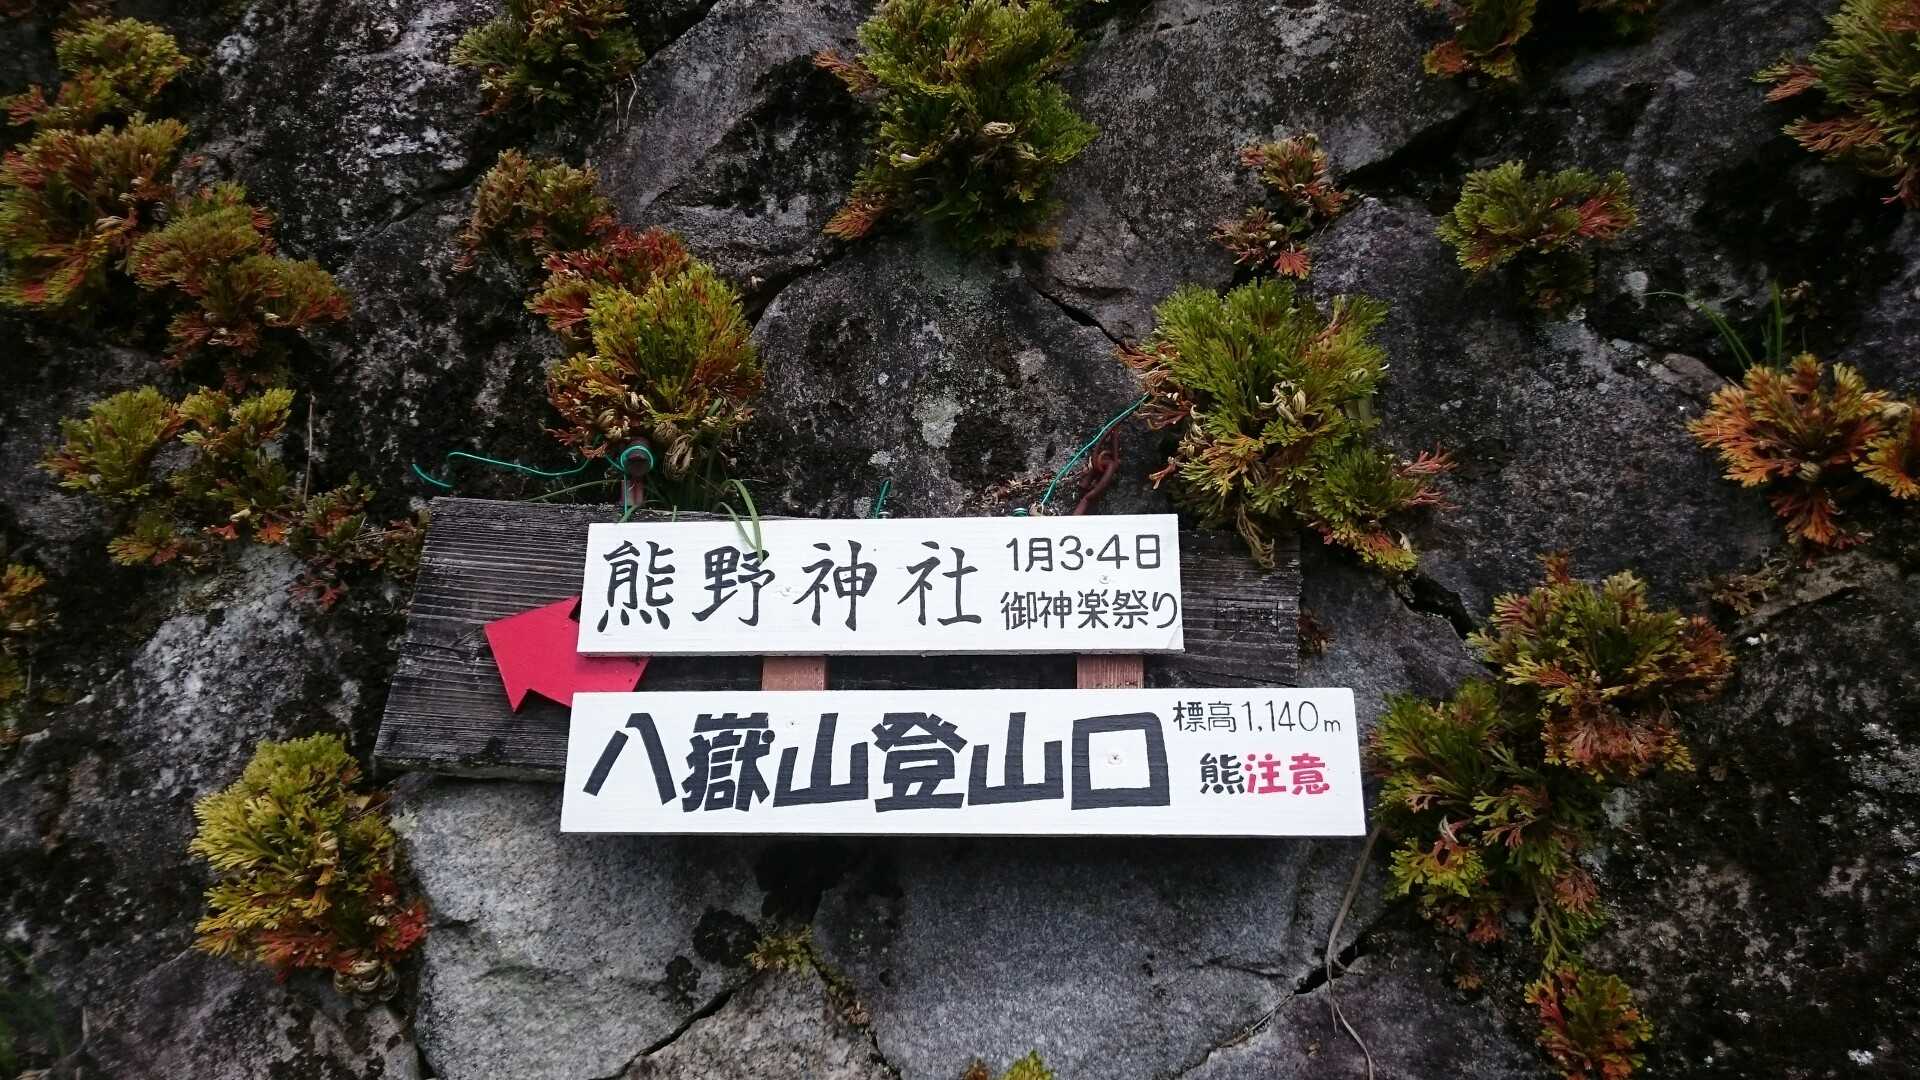 熊野神社
1月3・4日
御神楽祭り
八嶽山登山口
標高1,140m
熊注意